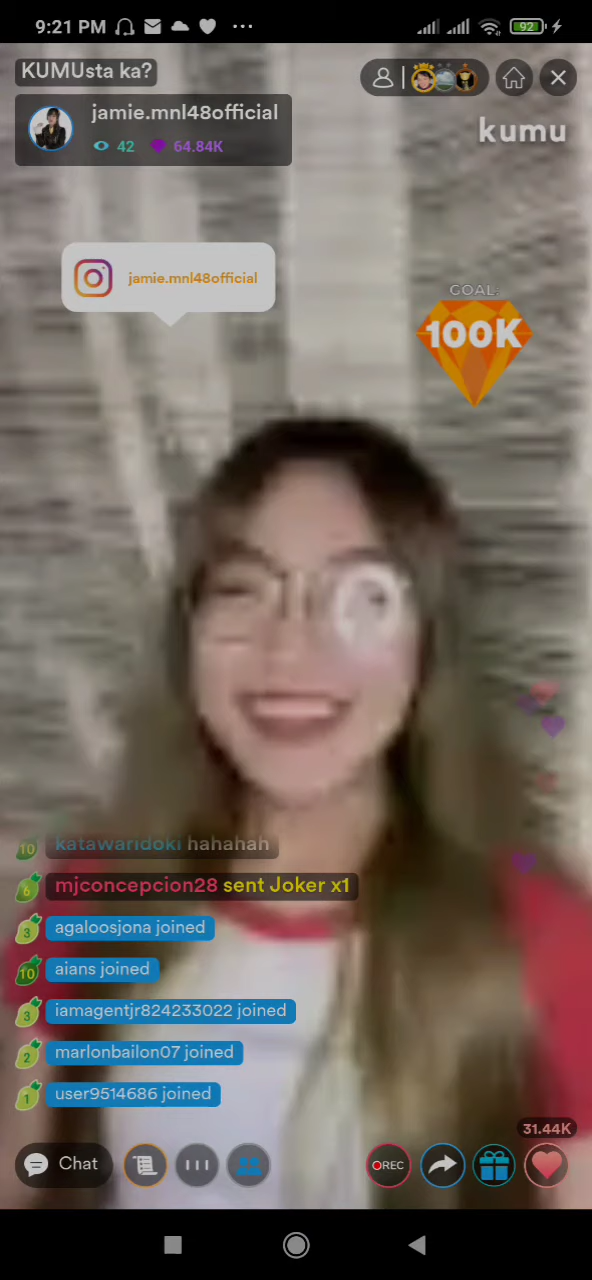 9:21 PM
92
KUMUsta ka?
jamie.mnl48official
42
64.84K
kumu
jamie.mnl48official
GOAL:
100K
10 katawaridoki hahahah
6 mjconcepcion28 sent Joker x1
3 agaloosjona joined
10 aians joined
3 iamagentjr824233022 joined
2 marlonbailon07 joined
1 user9514686 joined
31.44K
Chat
REC